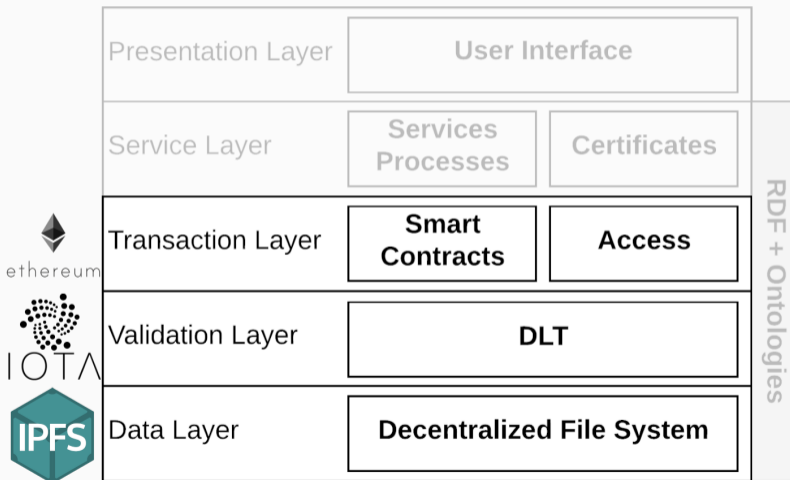 Presentation Layer
User Interface
Service Layer
Services
Processes
Certificates
ethereum
Transaction Layer
Smart
Contracts
Access
IOTA
Validation Layer
DLT
IPFS
Data Layer
Decentralized File System
RDF + Ontologies